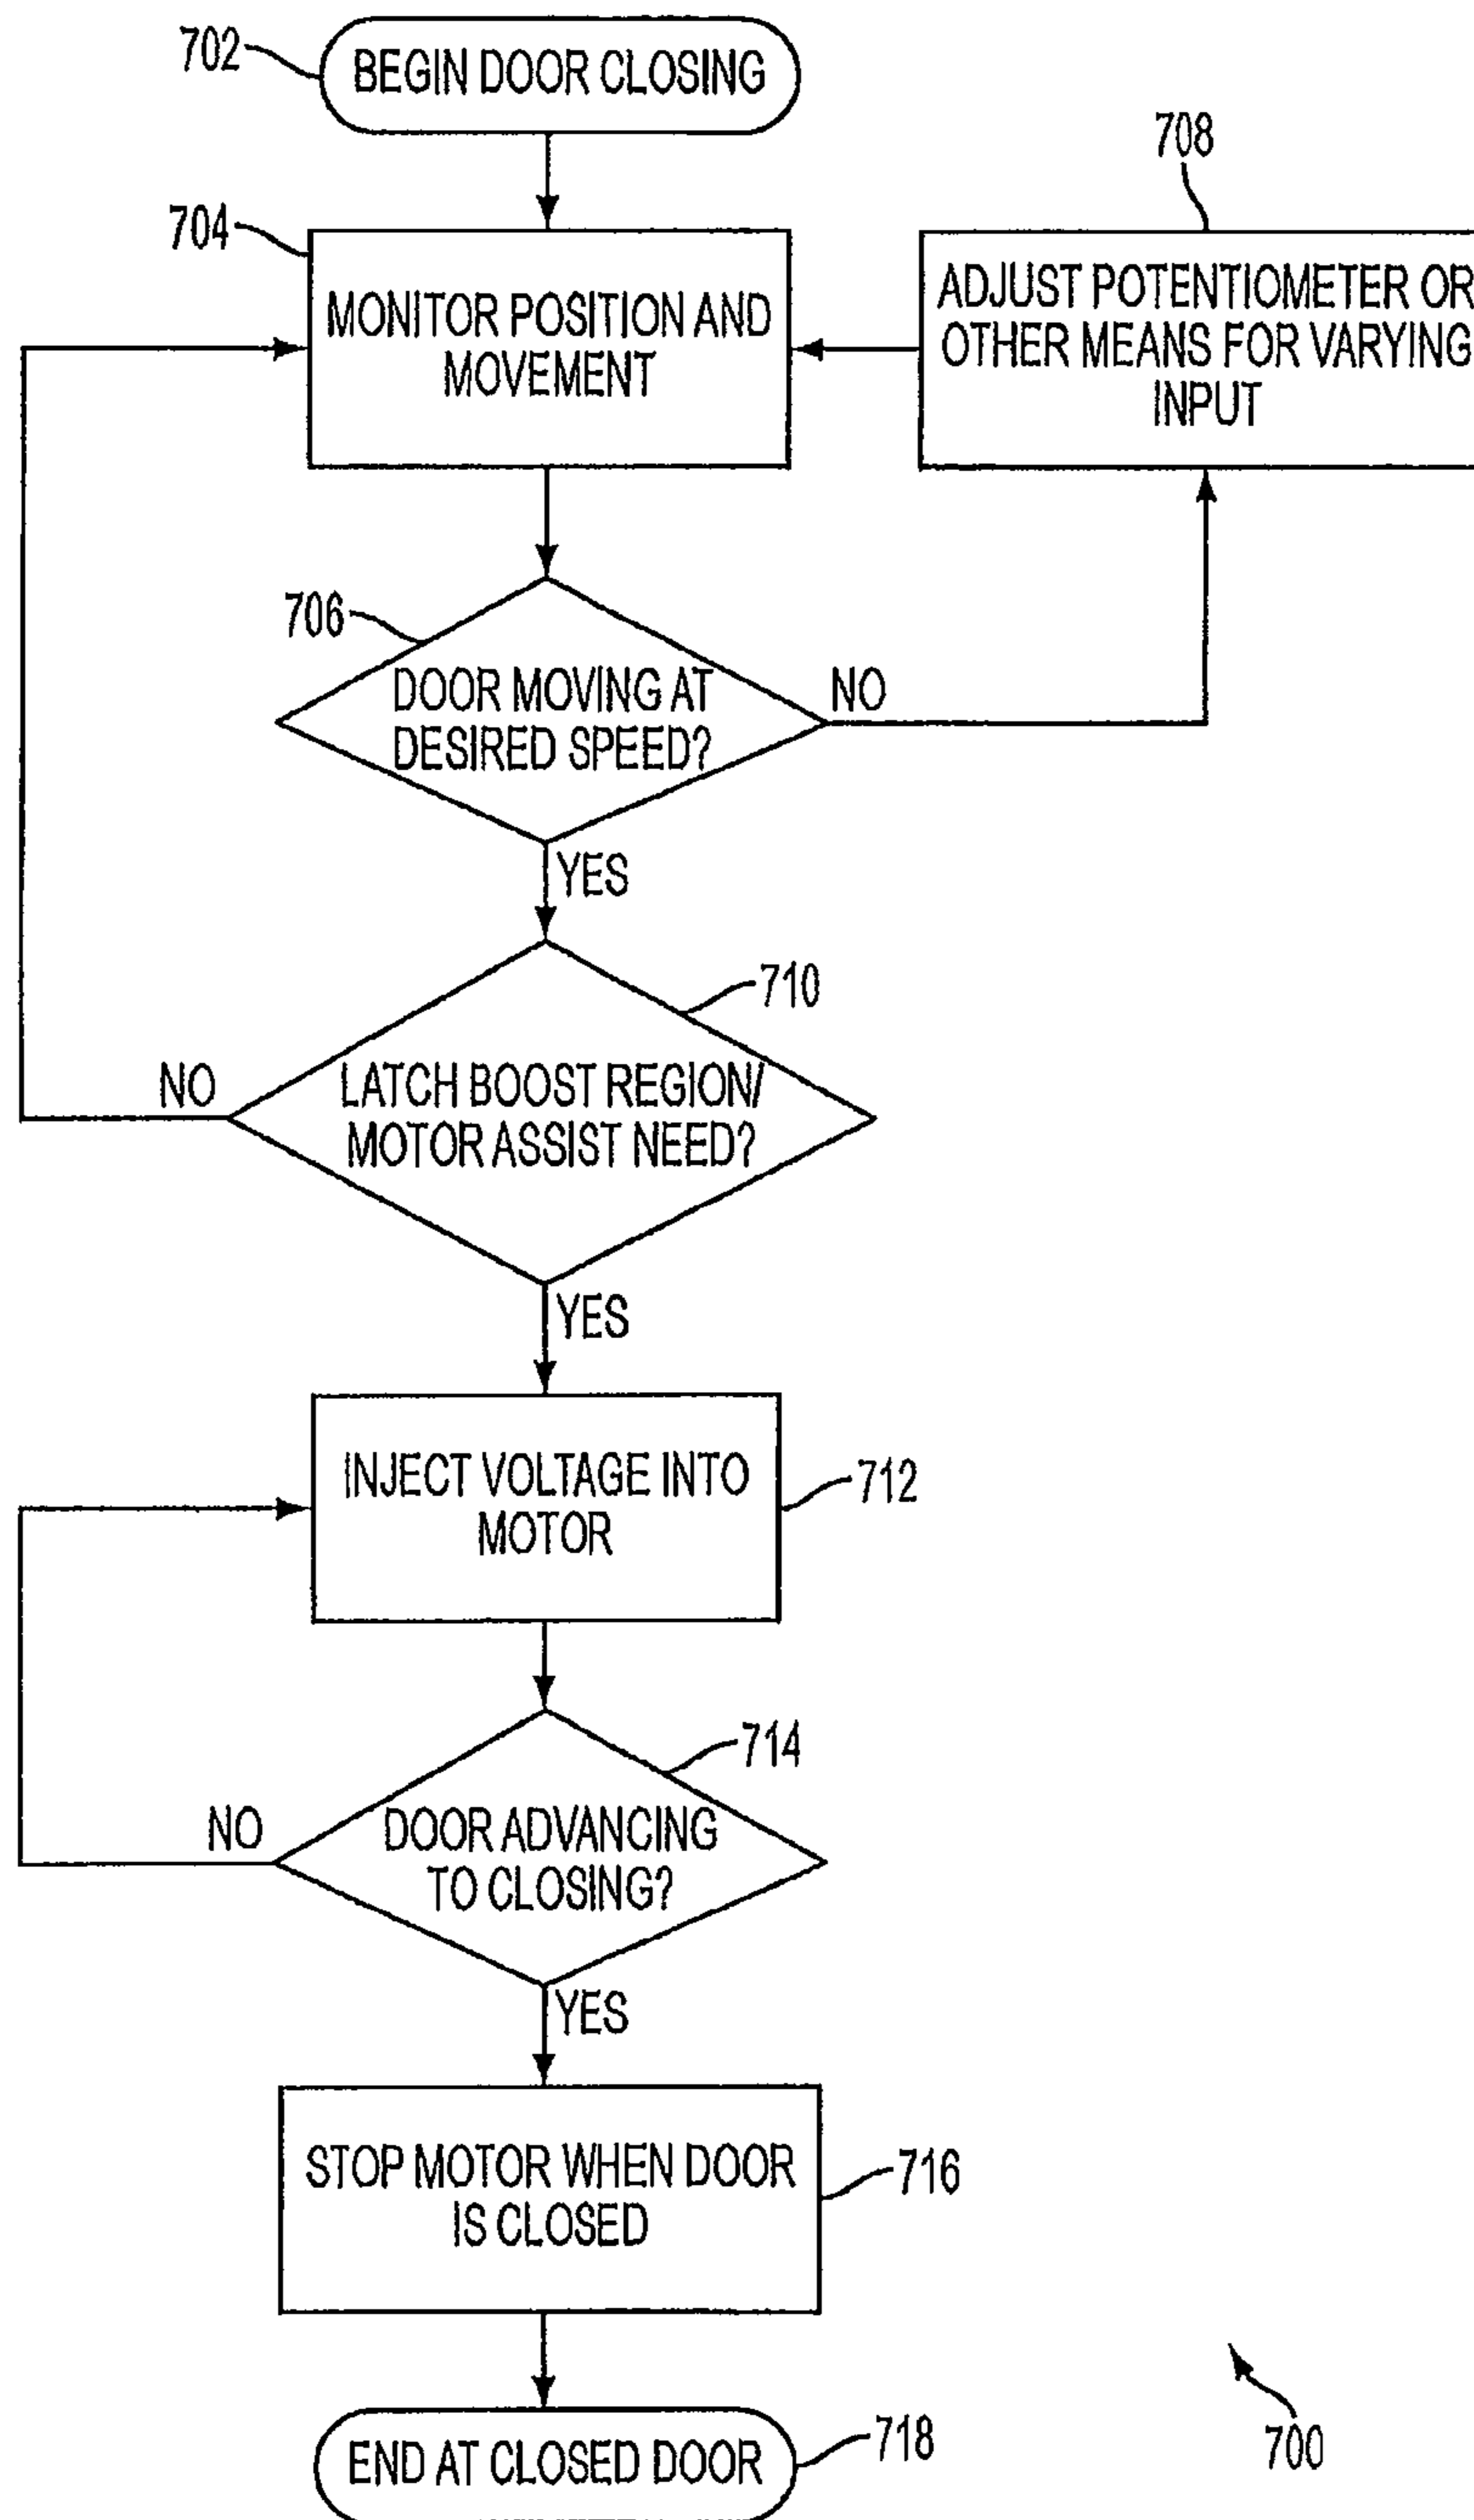 702
BEGIN DOOR CLOSING
708
704
MONITOR POSITION AND
MOVEMENT
ADJUST POTENTIOMETER OR
OTHER MEANS FOR VARYING
INPUT
706
DOOR MOVING AT
DESIRED SPEED?
NO
YES
710
NO
LATCH BOOST REGION/
MOTOR ASSIST NEED?
YES
INJECT VOLTAGE INTO
MOTOR
712
714
NO
DOOR ADVANCING
TO CLOSING?
YES
STOP MOTOR WHEN DOOR
IS CLOSED
716
END AT CLOSED DOOR
718
700